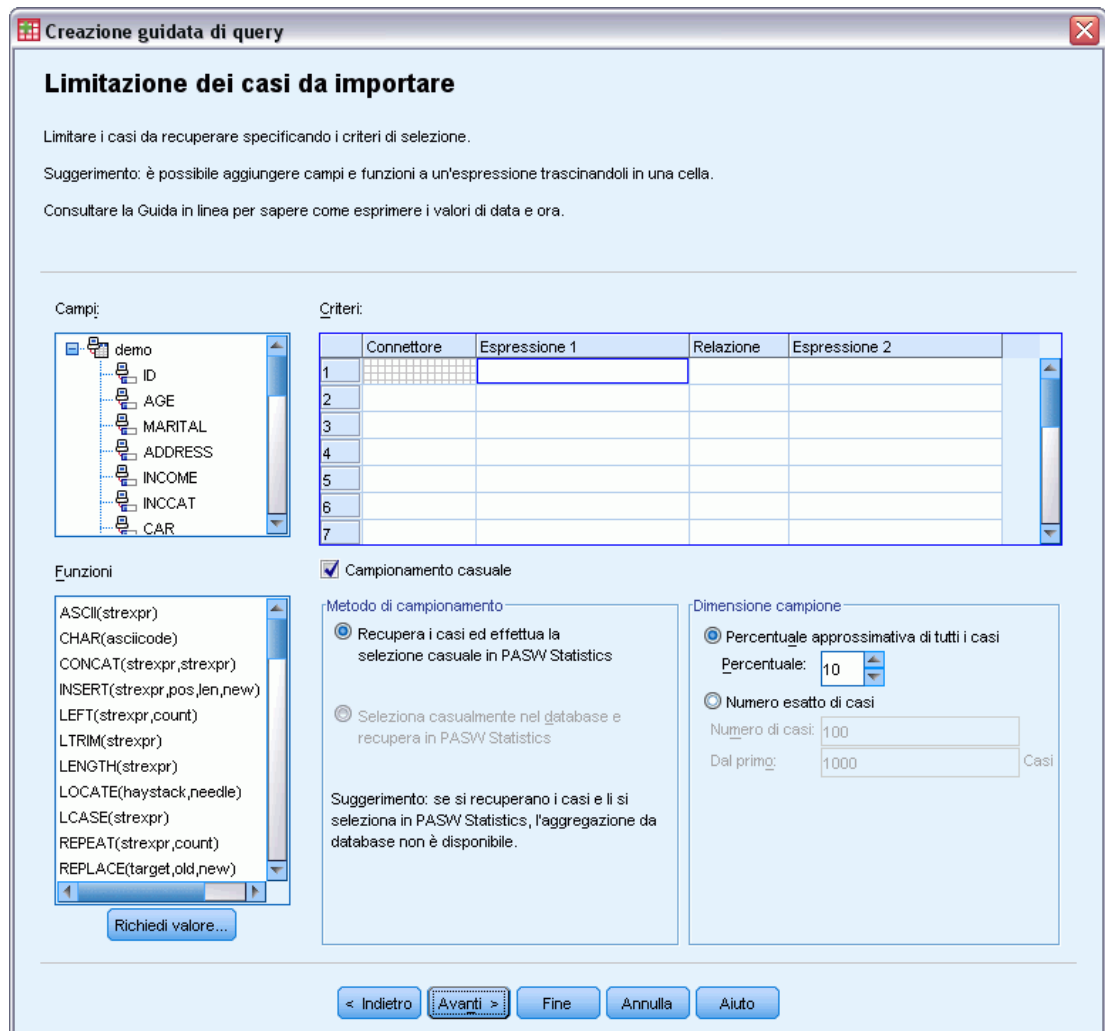 Creazione guidata di query
Limitazione dei casi da importare
Limitare i casi da recuperare specificando i criteri di selezione.
Suggerimento: è possibile aggiungere campi e funzioni a un'espressione trascinandoli in una cella.
Consultare la Guida in linea per sapere come esprimere i valori di data e ora.
Campi:
demo
ID
AGE
MARITAL
ADDRESS
INCOME
INCCAT
CAR
Criteri:
Connettore Espressione 1 Relazione Espressione 2
1
2
3
4
5
6
7
Funzioni
ASCII(strexpr)
CHAR(asciicode)
CONCAT(strexpr,strexpr)
INSERT(strexpr,pos,len,new)
LEFT(strexpr,count)
LTRIM(strexpr)
LENGTH(strexpr)
LOCATE(haystack,needle)
LCASE(strexpr)
REPEAT(strexpr,count)
REPLACE(target,old,new)
Richiedi valore...
Campionamento casuale
Metodo di campionamento
Recupera i casi ed effettua la
selezione casuale in PASW Statistics
Seleziona casualmente nel database e
recupera in PASW Statistics
Suggerimento: se si recuperano i casi e li si
seleziona in PASW Statistics, l'aggregazione da
database non è disponibile.
Dimensione campione
Percentuale approssimativa di tutti i casi
Percentuale: 10
Numero esatto di casi
Numero di casi: 100
Dal primo: 1000 Casi
< Indietro Avanti > Fine Annulla Aiuto